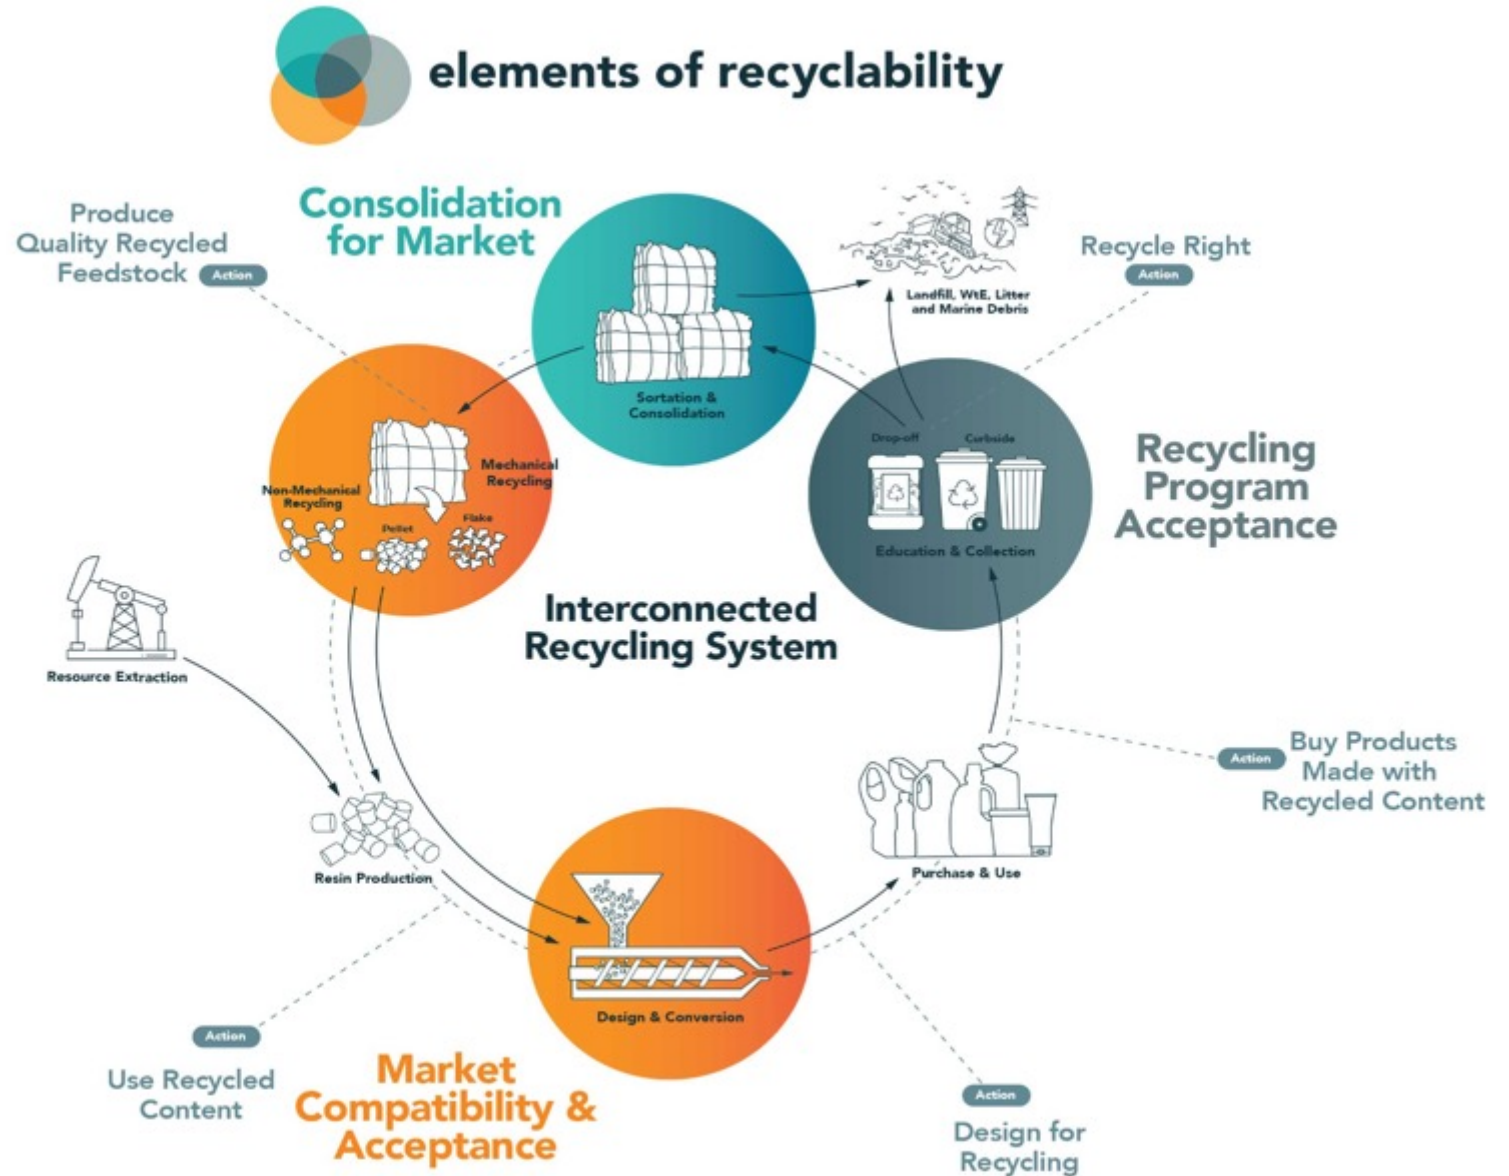 elements of recyclability
Consolidation
for Market
Produce
Quality Recycled
Feedstock
Action
Recycle Right
Action
Landfill, WtE, Litter
and Marine Debris
Sortation &
Consolidation
Drop-off
Curbside
Education & Collection
Recycling
Program
Acceptance
Mechanical
Recycling
Non-Mechanical
Recycling
Pellet
Flake
Interconnected
Recycling System
Resource Extraction
Resin Production
Purchase & Use
Action
Buy Products
Made with
Recycled Content
Design & Conversion
Action
Use Recycled
Content
Market
Compatibility &
Acceptance
Action
Design for
Recycling